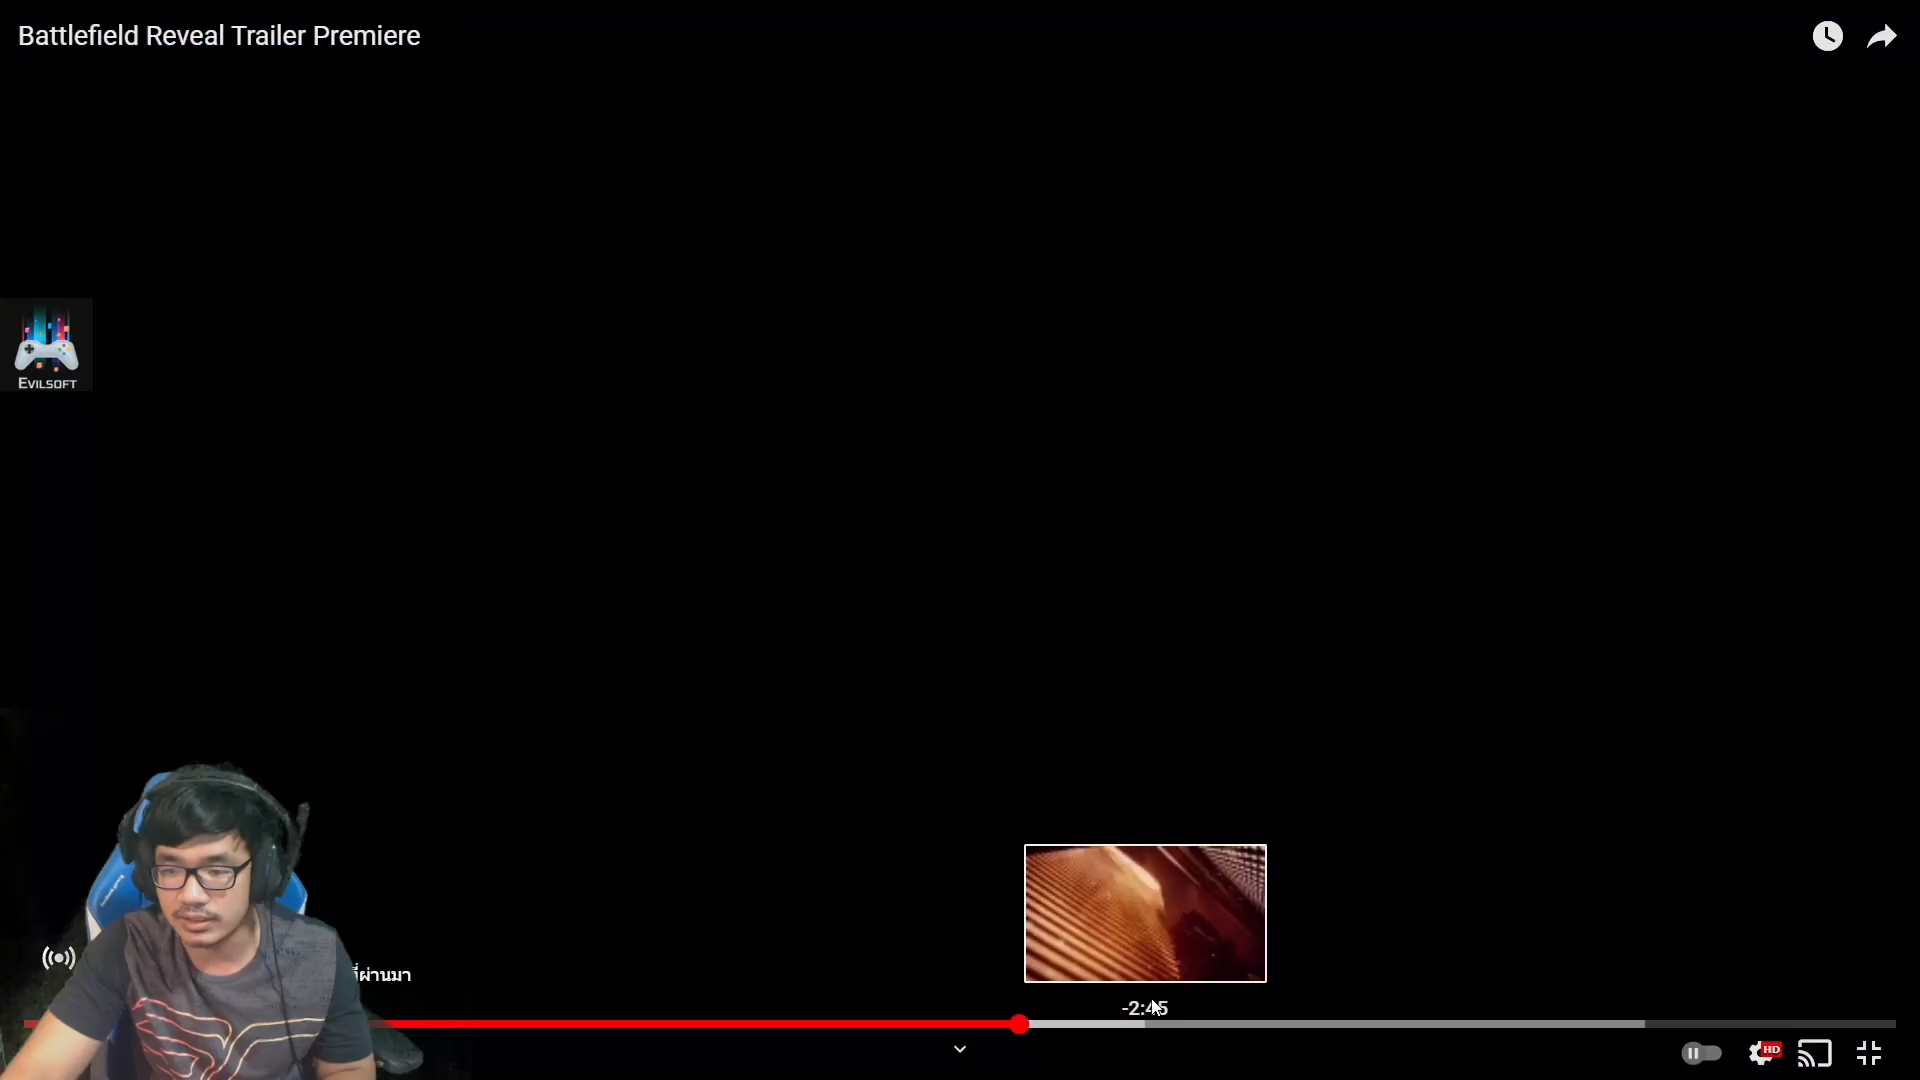 Battlefield Reveal Trailer Premiere
EVILSOFT
ที่ผ่านมา
HD